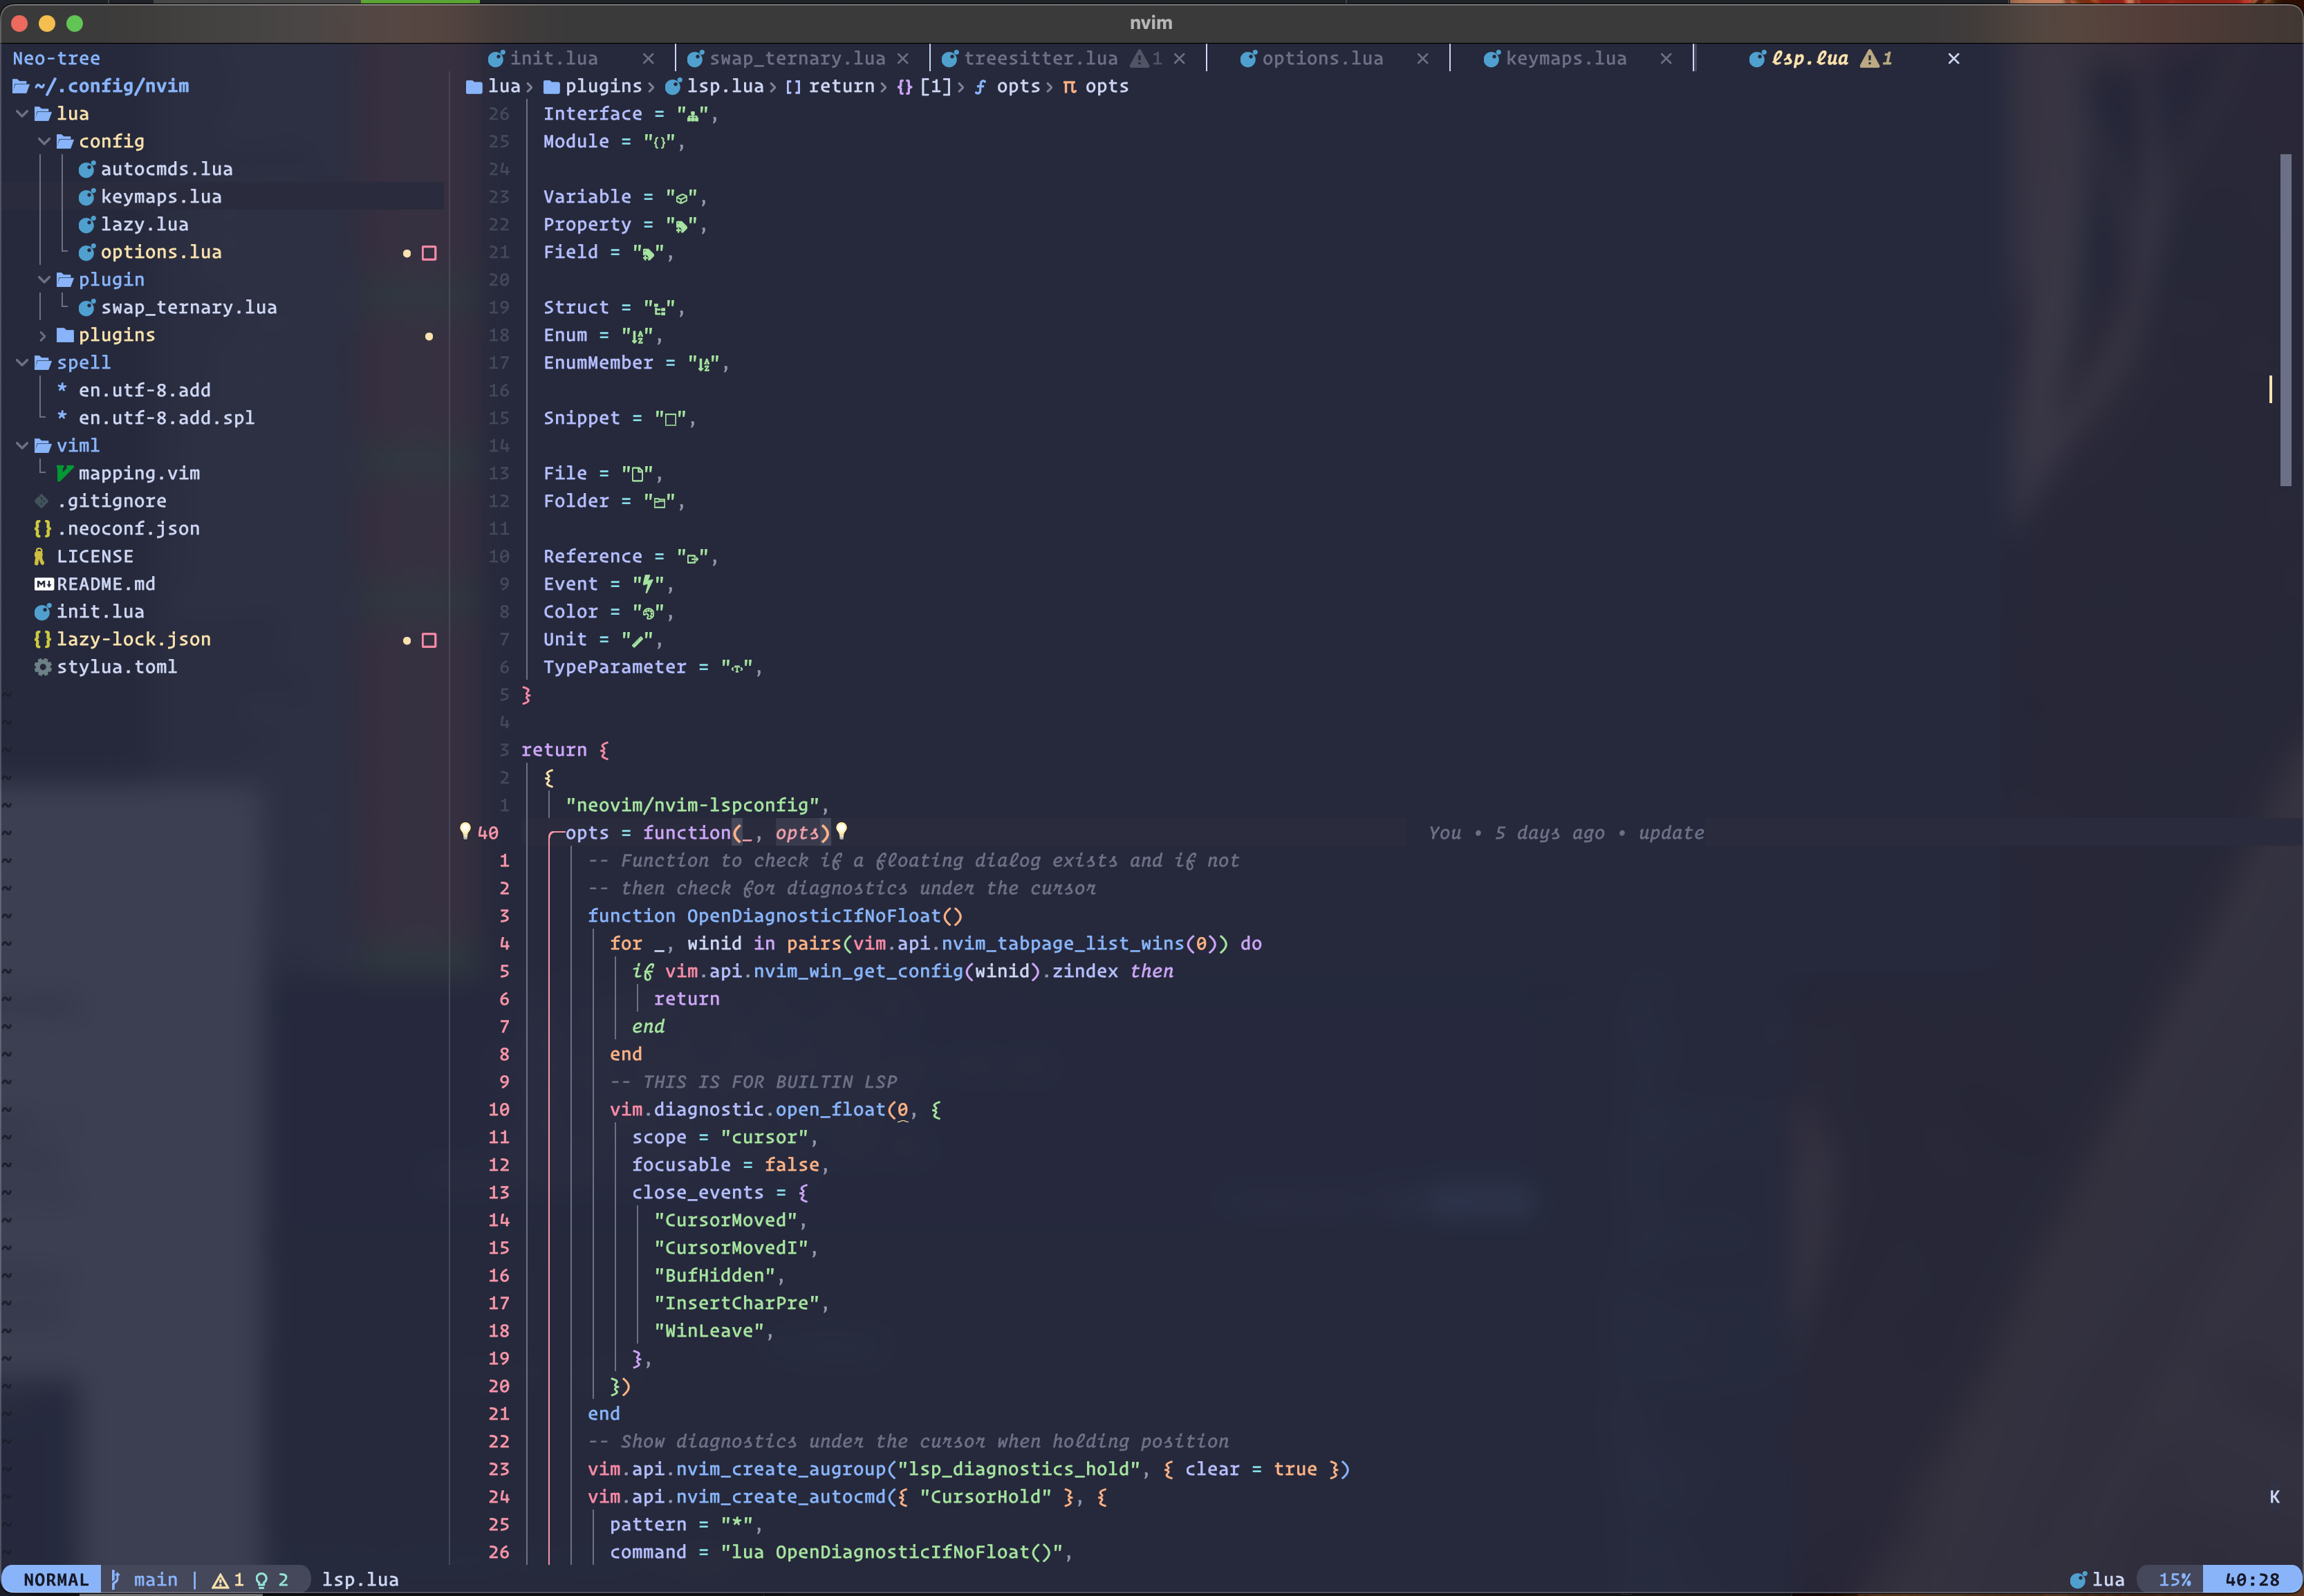 nvim
Neo-tree
init.lua × swap_ternary.lua × treesitter.lua 1 × options.lua × keymaps.lua × lsp.lua 1 ×
~/.config/nvim
lua › plugins › lsp.lua › [] return › {} [1] › ƒ opts › π opts
lua
config
autocmds.lua
keymaps.lua
lazy.lua
options.lua
plugin
swap_ternary.lua
plugins
spell
* en.utf-8.add
* en.utf-8.add.spl
viml
mapping.vim
.gitignore
{} .neoconf.json
LICENSE
README.md
init.lua
{} lazy-lock.json
stylua.toml
26 Interface = "",
25 Module = "{}",
24
23 Variable = "",
22 Property = "",
21 Field = "",
20
19 Struct = "",
18 Enum = "",
17 EnumMember = "",
16
15 Snippet = "□",
14
13 File = "",
12 Folder = "",
11
10 Reference = "",
9 Event = "",
8 Color = "",
7 Unit = "",
6 TypeParameter = "",
5 }
4
3 return {
2 {
1 "neovim/nvim-lspconfig",
40 opts = function(_, opts) You • 5 days ago • update
1 -- Function to check if a floating dialog exists and if not
2 -- then check for diagnostics under the cursor
3 function OpenDiagnosticIfNoFloat()
4 for _, winid in pairs(vim.api.nvim_tabpage_list_wins(0)) do
5 if vim.api.nvim_win_get_config(winid).zindex then
6 return
7 end
8 end
9 -- THIS IS FOR BUILTIN LSP
10 vim.diagnostic.open_float(0, {
11 scope = "cursor",
12 focusable = false,
13 close_events = {
14 "CursorMoved",
15 "CursorMovedI",
16 "BufHidden",
17 "InsertCharPre",
18 "WinLeave",
19 },
20 })
21 end
22 -- Show diagnostics under the cursor when holding position
23 vim.api.nvim_create_augroup("lsp_diagnostics_hold", { clear = true })
24 vim.api.nvim_create_autocmd({ "CursorHold" }, {
K
25 pattern = "*",
26 command = "lua OpenDiagnosticIfNoFloat()",
NORMAL main | 1 2 lsp.lua lua 15% 40:28